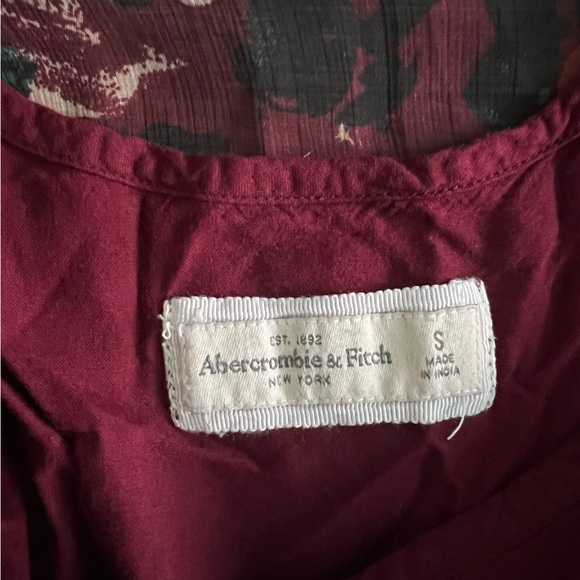 EST. 1892
Abercrombie & Fitch
NEW YORK
S
MADE
IN INDIA